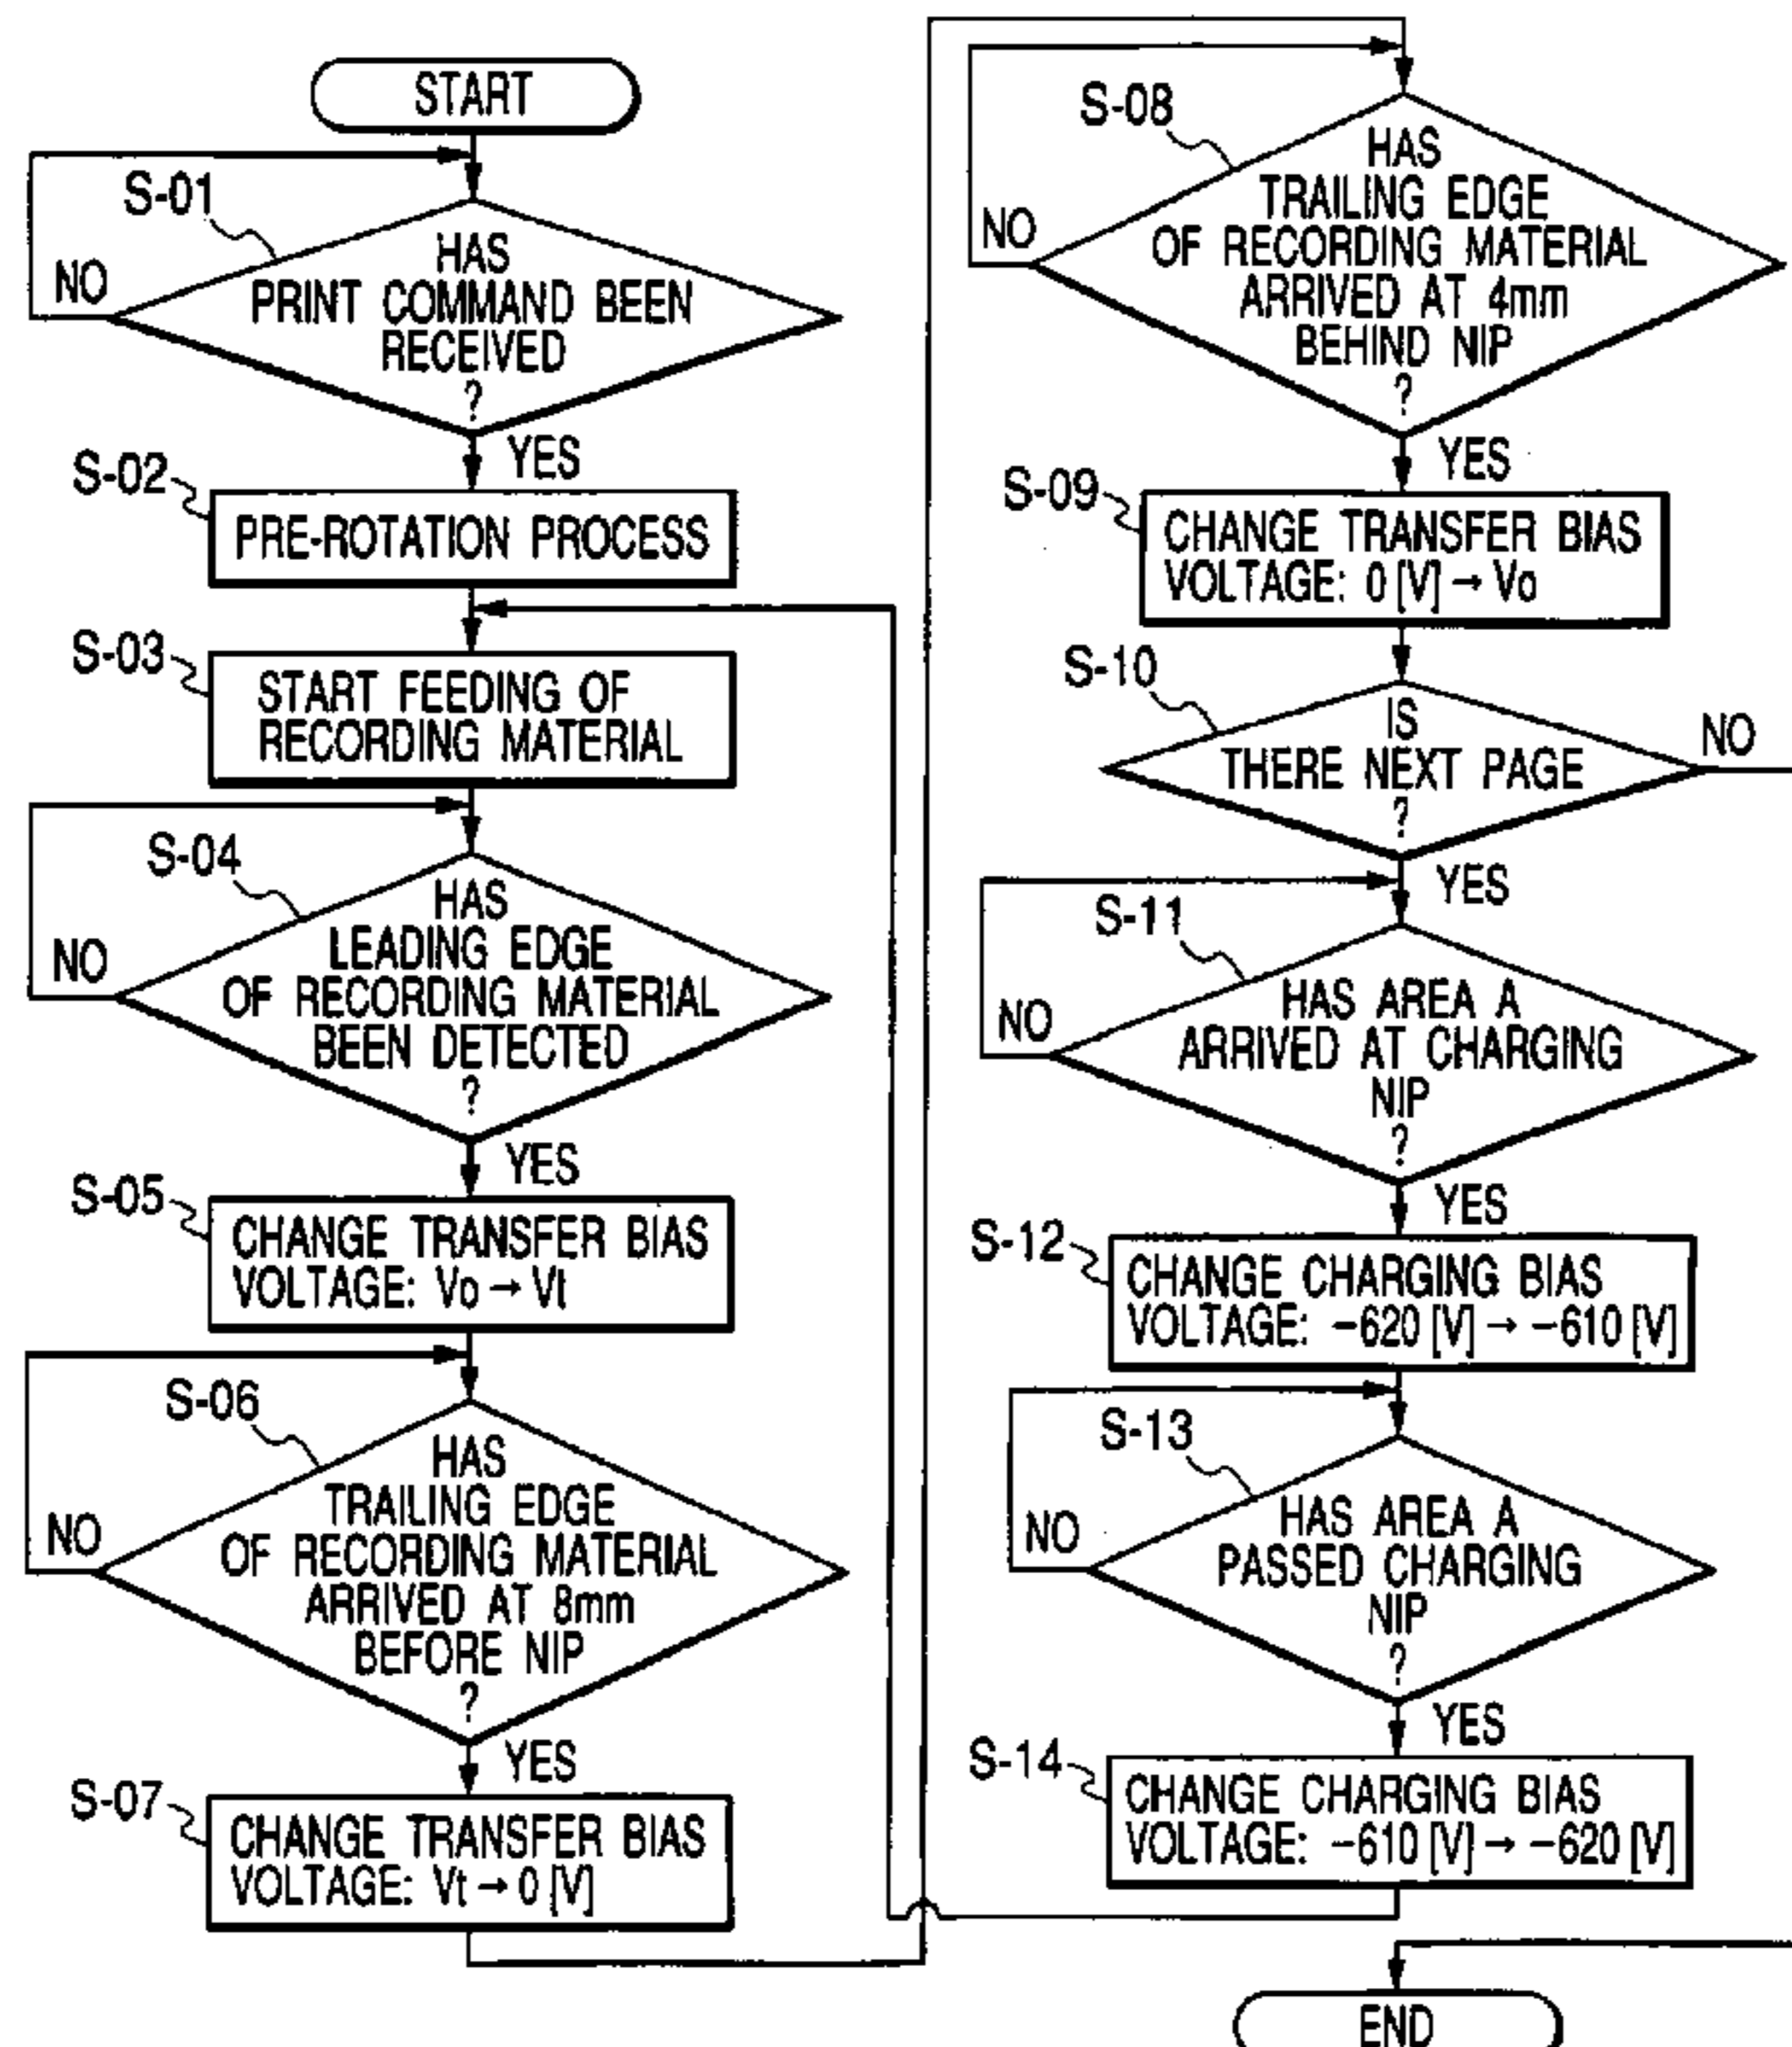 START
S-01
HAS
PRINT COMMAND BEEN
RECEIVED
?
NO
YES
S-02
PRE-ROTATION PROCESS
S-03
START FEEDING OF
RECORDING MATERIAL
S-04
HAS
LEADING EDGE
OF RECORDING MATERIAL
BEEN DETECTED
?
NO
YES
S-05
CHANGE TRANSFER BIAS
VOLTAGE: Vo → Vt
S-06
HAS
TRAILING EDGE
OF RECORDING MATERIAL
ARRIVED AT 8mm
BEFORE NIP
?
NO
YES
S-07
CHANGE TRANSFER BIAS
VOLTAGE: Vt → 0 [V]
S-08
HAS
TRAILING EDGE
OF RECORDING MATERIAL
ARRIVED AT 4mm
BEHIND NIP
?
NO
YES
S-09
CHANGE TRANSFER BIAS
VOLTAGE: 0 [V] → Vo
S-10
IS
THERE NEXT PAGE
?
NO
YES
S-11
HAS AREA A
ARRIVED AT CHARGING
NIP
?
NO
YES
S-12
CHANGE CHARGING BIAS
VOLTAGE: −620 [V] → −610 [V]
S-13
HAS AREA A
PASSED CHARGING
NIP
?
NO
YES
S-14
CHANGE CHARGING BIAS
VOLTAGE: −610 [V] → −620 [V]
END